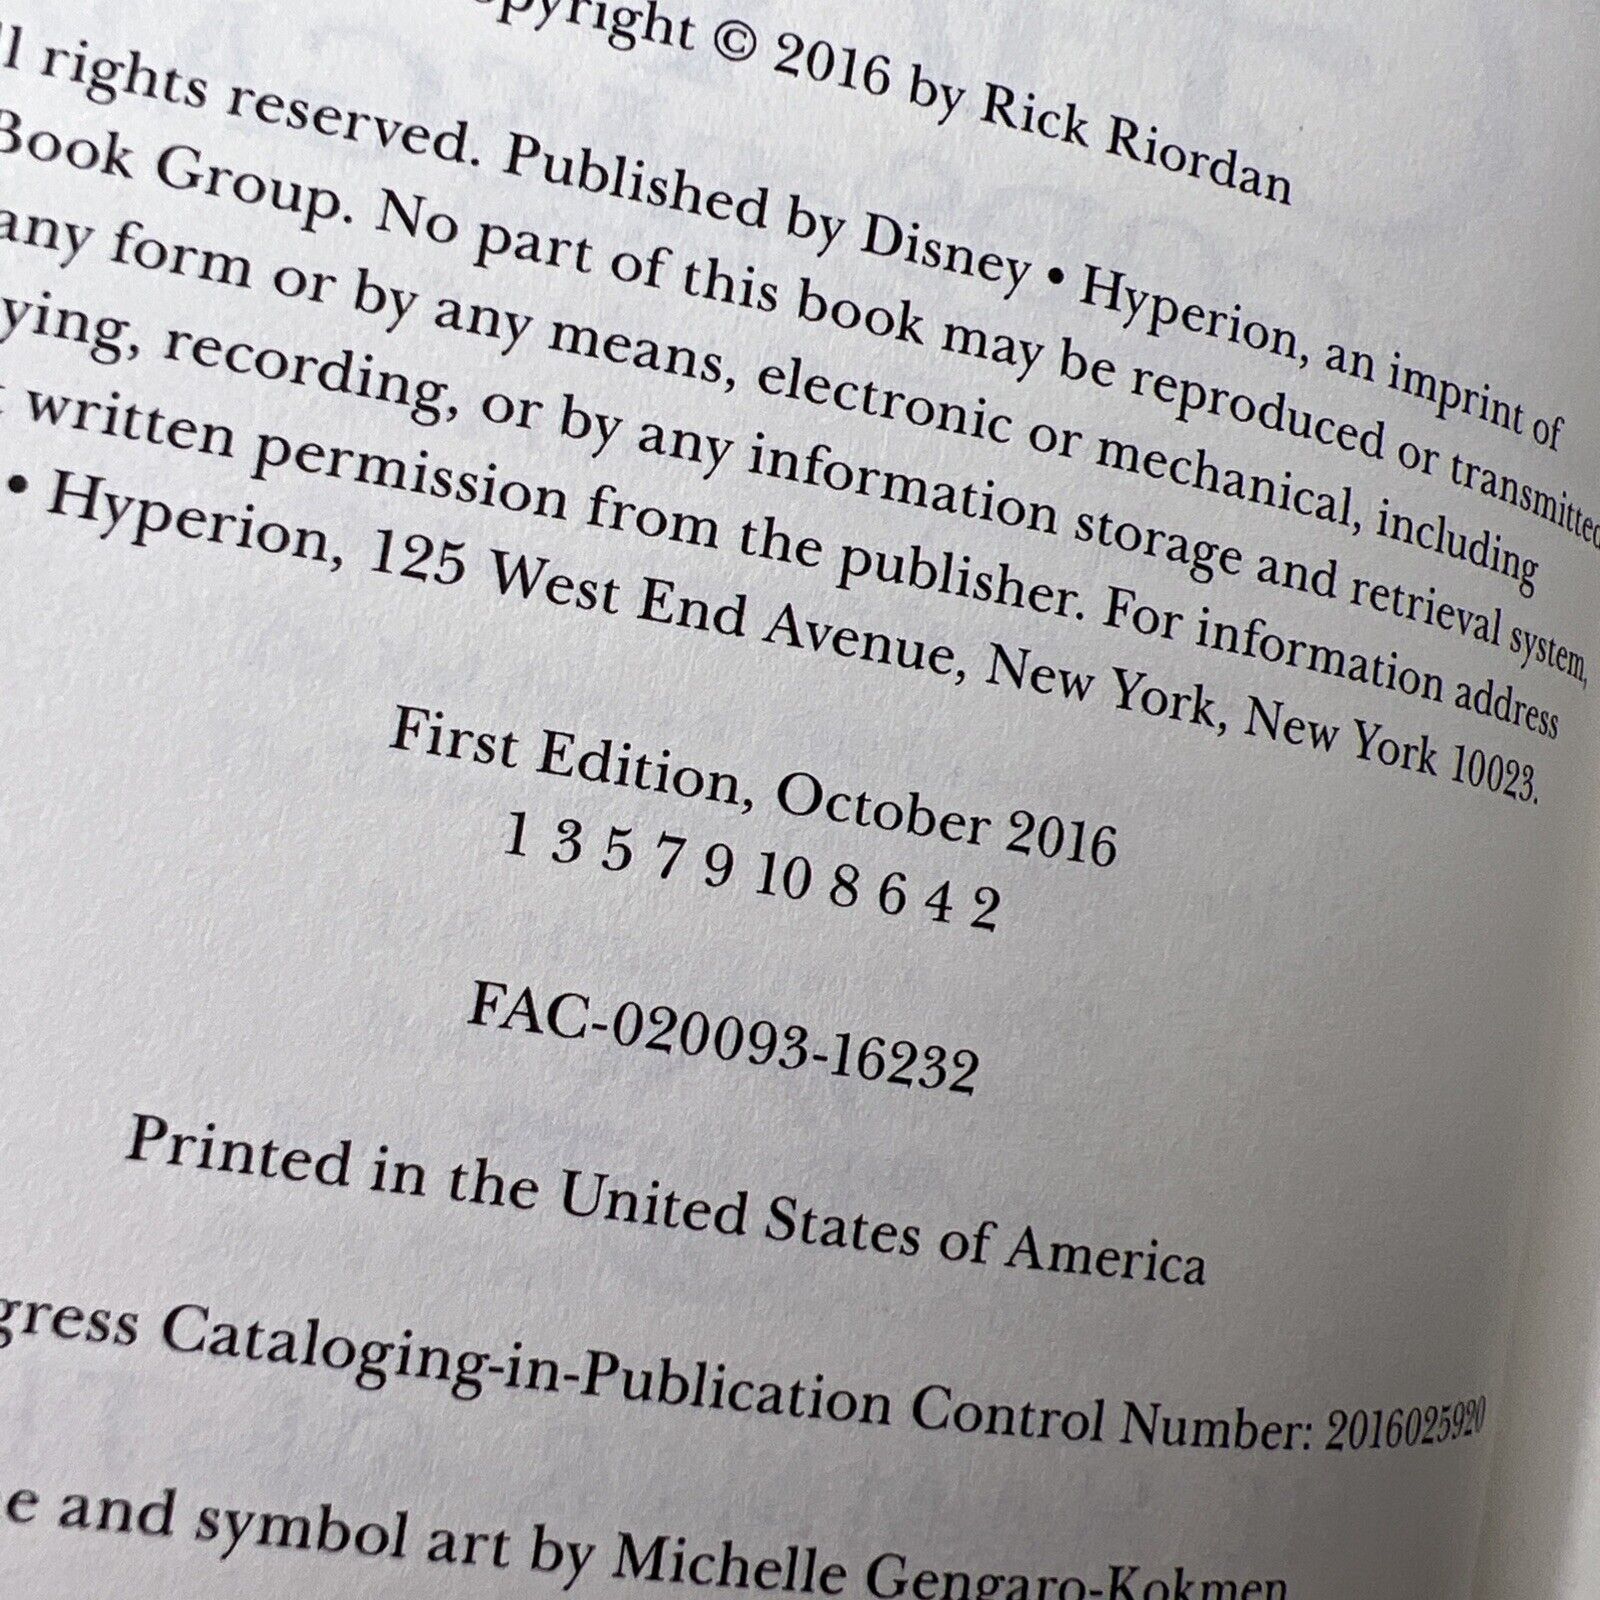 opyright © 2016 by Rick Riordan
ll rights reserved. Published by Disney • Hyperion, an imprint of
Book Group. No part of this book may be reproduced or transmitted
any form or by any means, electronic or mechanical, including
ying, recording, or by any information storage and retrieval system,
written permission from the publisher. For information address
• Hyperion, 125 West End Avenue, New York, New York 10023.
First Edition, October 2016
1 3 5 7 9 10 8 6 4 2
FAC-020093-16232
Printed in the United States of America
gress Cataloging-in-Publication Control Number: 2016025920
e and symbol art by Michelle Gengaro-Kokmen